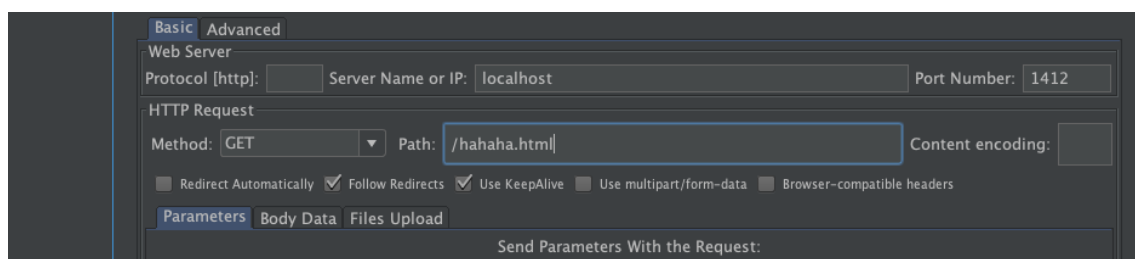 Basic Advanced
Web Server
Protocol [http]: Server Name or IP: localhost Port Number: 1412
HTTP Request
Method: GET Path: /hahaha.html Content encoding:
Redirect Automatically Follow Redirects Use KeepAlive Use multipart/form-data Browser-compatible headers
Parameters Body Data Files Upload
Send Parameters With the Request: